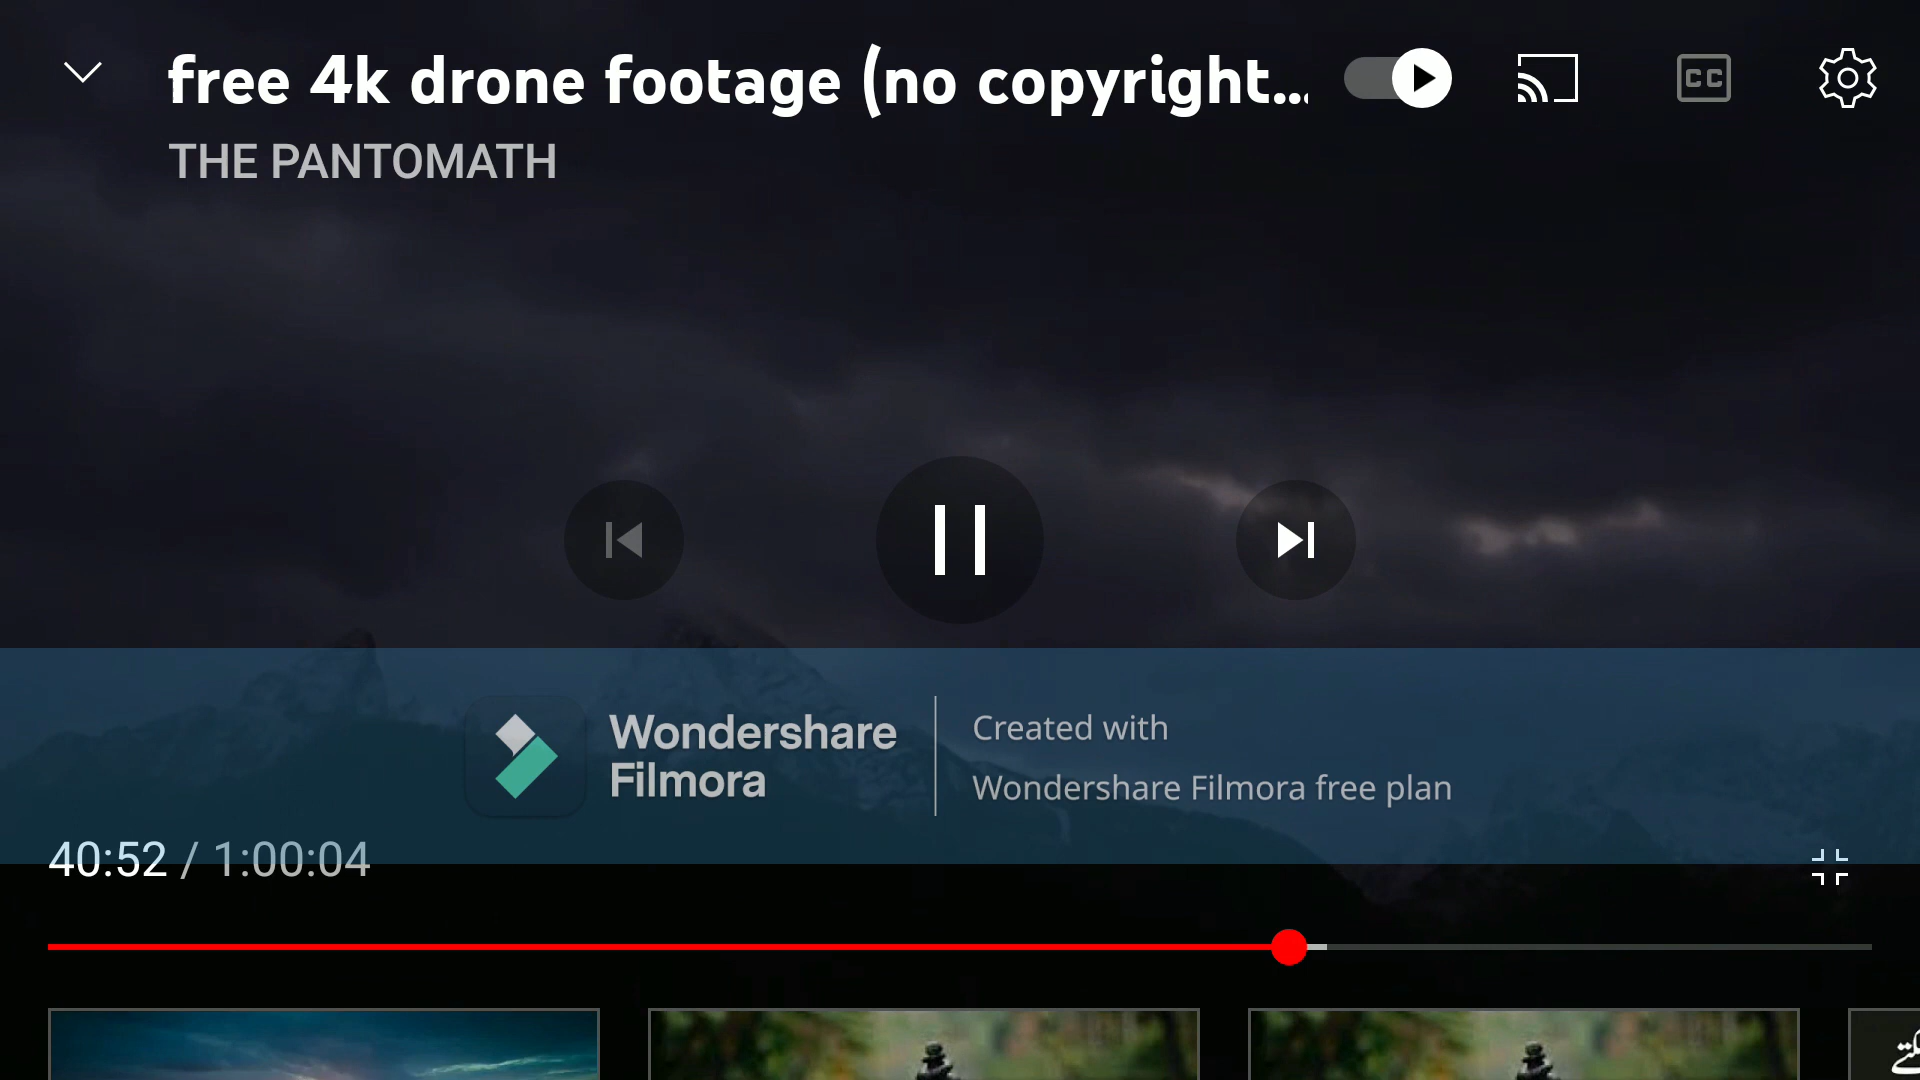 free 4k drone footage (no copyright...
THE PANTOMATH
CC
Wondershare
Filmora
Created with
Wondershare Filmora free plan
40:52 / 1:00:04